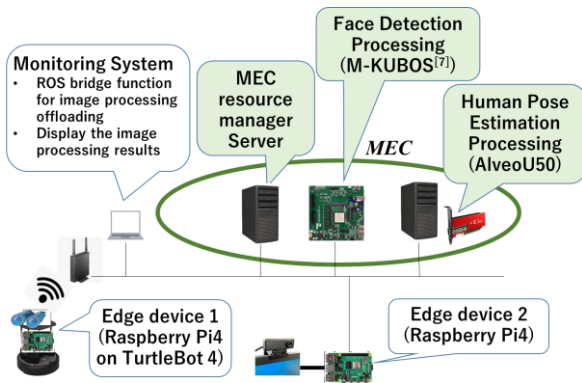 Monitoring System
• ROS bridge function
for image processing
offloading
• Display the image
processing results
MEC
resource
manager
Server
Face Detection
Processing
(M-KUBOS[7])
Human Pose
Estimation
Processing
(AlveoU50)
MEC
Edge device 1
(Raspberry Pi4
on TurtleBot 4)
Edge device 2
(Raspberry Pi4)